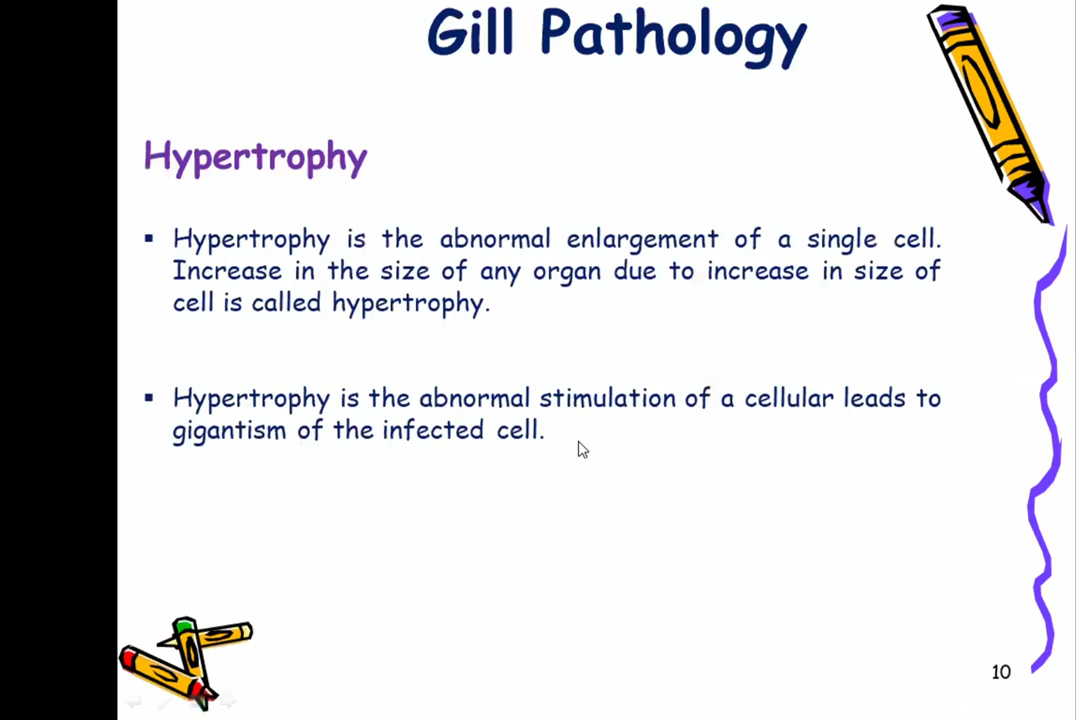 Gill Pathology
Hypertrophy
▪ Hypertrophy is the abnormal enlargement of a single cell.
Increase in the size of any organ due to increase in size of
cell is called hypertrophy.
▪ Hypertrophy is the abnormal stimulation of a cellular leads to
gigantism of the infected cell.
10